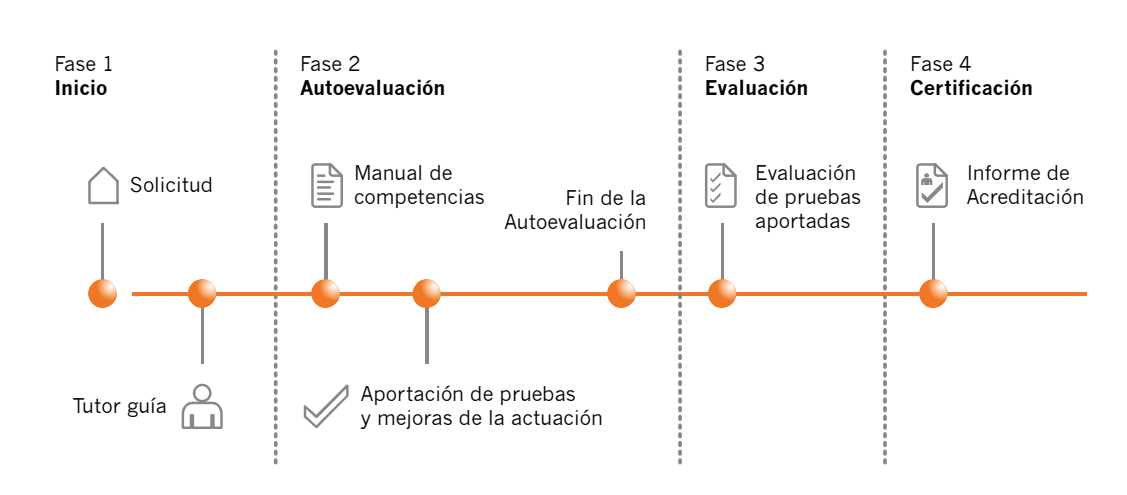 Fase 1
Inicio
Solicitud
Tutor guía
Fase 2
Autoevaluación
Manual de
competencias
Aportación de pruebas
y mejoras de la actuación
Fin de la
Autoevaluación
Fase 3
Evaluación
Evaluación
de pruebas
aportadas
Fase 4
Certificación
Informe de
Acreditación